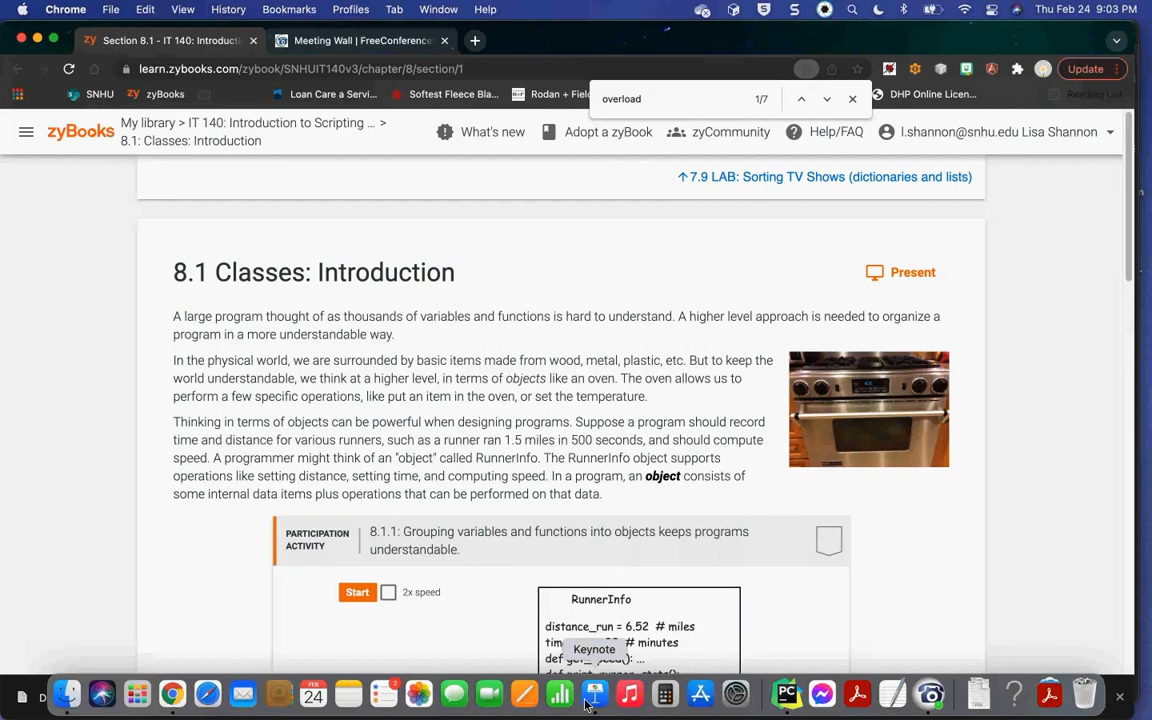 Chrome File Edit View History Bookmarks Profiles Tab Window Help Thu Feb 24 9:03 PM
zy Section 8.1 - IT 140: Introducti
Meeting Wall | FreeConference
learn.zybooks.com/zybook/SNHUIT140v3/chapter/8/section/1
Update
SNHU zyBooks Loan Care a Servi... Softest Fleece Bla... R+F Rodan + Fiel
overload 1/7
DHP Online Licen... Reading List
zyBooks
My library > IT 140: Introduction to Scripting ... >
8.1: Classes: Introduction
What's new Adopt a zyBook zyCommunity Help/FAQ l.shannon@snhu.edu Lisa Shannon
↑7.9 LAB: Sorting TV Shows (dictionaries and lists)
8.1 Classes: Introduction
Present
A large program thought of as thousands of variables and functions is hard to understand. A higher level approach is needed to organize a
program in a more understandable way.
In the physical world, we are surrounded by basic items made from wood, metal, plastic, etc. But to keep the
world understandable, we think at a higher level, in terms of objects like an oven. The oven allows us to
perform a few specific operations, like put an item in the oven, or set the temperature.
Thinking in terms of objects can be powerful when designing programs. Suppose a program should record
time and distance for various runners, such as a runner ran 1.5 miles in 500 seconds, and should compute
speed. A programmer might think of an "object" called RunnerInfo. The RunnerInfo object supports
operations like setting distance, setting time, and computing speed. In a program, an object consists of
some internal data items plus operations that can be performed on that data.
PARTICIPATION
ACTIVITY
8.1.1: Grouping variables and functions into objects keeps programs
understandable.
Start 2x speed
RunnerInfo
distance_run = 6.52 # miles
# minutes
Keynote
FEB
24
2
PC
D